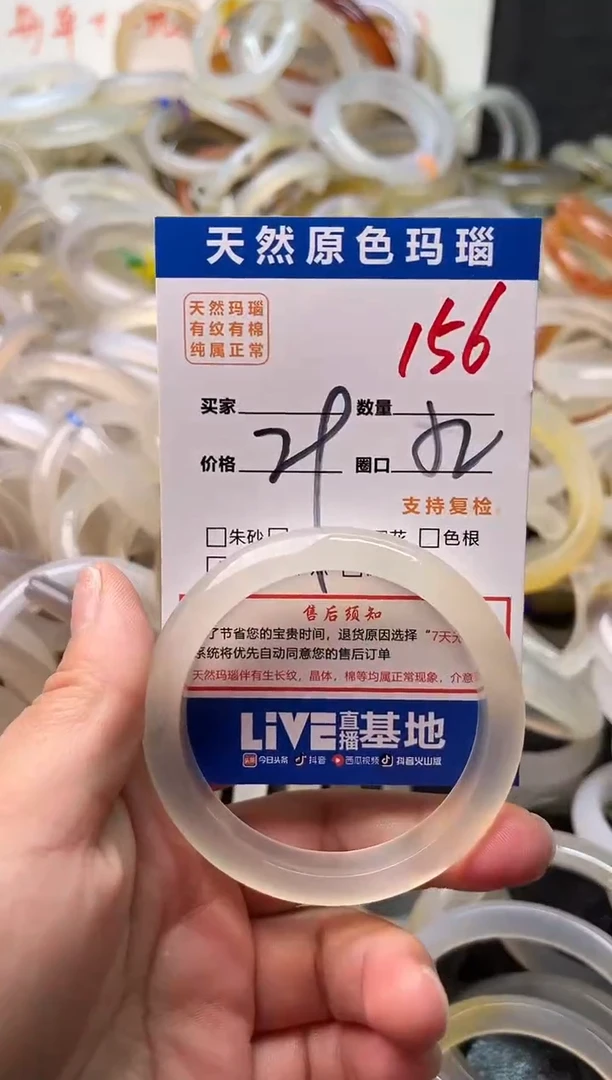 天然原色玛瑙
天然玛瑙
有纹有棉
纯属正常
156
买家 数量
价格 圈口
支持复检
朱砂 色根
售后须知
了节省您的宝贵时间，退货原因选择“7天无
系统将优先自动同意您的售后订单
天然玛瑙伴有生长纹，晶体，棉等均属正常现象，介意
LiVE直播基地
头条 今日头条 抖音 西瓜视频 抖音火山版